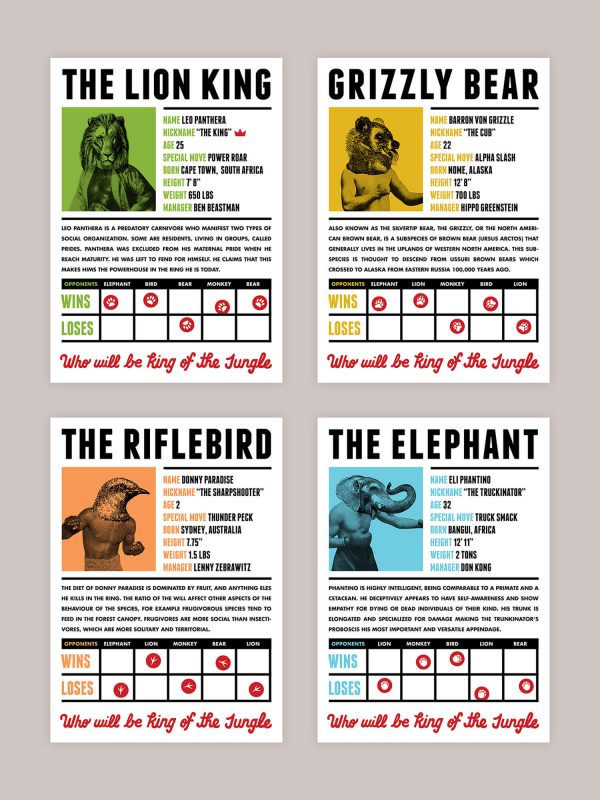 THE LION KING
NAME LEO PANTHERA
NICKNAME “THE KING”
AGE 25
SPECIAL MOVE POWER ROAR
BORN CAPE TOWN, SOUTH AFRICA
HEIGHT 7’ 8”
WEIGHT 650 LBS
MANAGER BEN BEASTMAN
LEO PANTHERA IS A PREDATORY CARNIVORE WHO MANIFEST TWO TYPES OF
SOCIAL ORGANIZATION. SOME ARE RESIDENTS, LIVING IN GROUPS, CALLED
PRIDES. PANTHERA WAS EXCLUDED FROM HIS MATERNAL PRIDE WHEN HE
REACH MATURITY. HE WAS LEFT TO FEND FOR HIMSELF. HE CLAIMS THAT THIS
MAKES HIMS THE POWERHOUSE IN THE RING HE IS TODAY.
OPPONENTS ELEPHANT BIRD BEAR MONKEY BEAR
WINS
LOSES
Who will be King of the Jungle
GRIZZLY BEAR
NAME BARRON VON GRIZZLE
NICKNAME “THE CUB”
AGE 22
SPECIAL MOVE ALPHA SLASH
BORN NOME, ALASKA
HEIGHT 12’ 8”
WEIGHT 700 LBS
MANAGER HIPPO GREENSTEIN
ALSO KNOWN AS THE SILVERTIP BEAR, THE GRIZZLY, OR THE NORTH AMERI-
CAN BROWN BEAR, IS A SUBSPECIES OF BROWN BEAR (URSUS ARCTOS) THAT
GENERALLY LIVES IN THE UPLANDS OF WESTERN NORTH AMERICA. THIS SUB-
SPECIES IS THOUGHT TO DESCEND FROM USSURI BROWN BEARS WHICH
CROSSED TO ALASKA FROM EASTERN RUSSIA 100,000 YEARS AGO.
OPPONENTS ELEPHANT LION MONKEY BIRD LION
WINS
LOSES
Who will be King of the Jungle
THE RIFLEBIRD
NAME DONNY PARADISE
NICKNAME “THE SHARPSHOOTER”
AGE 2
SPECIAL MOVE THUNDER PECK
BORN SYDNEY, AUSTRALIA
HEIGHT 7.75”
WEIGHT 1.5 LBS
MANAGER LENNY ZEBRAWITZ
THE DIET OF DONNY PARADISE IS DOMINATED BY FRUIT, AND ANYTHING ELES
HE KILLS IN THE RING. THE RATIO OF THE WILL AFFECT OTHER ASPECTS OF THE
BEHAVIOUR OF THE SPECIES, FOR EXAMPLE FRUGIVOROUS SPECIES TEND TO
FEED IN THE FOREST CANOPY. FRUGIVORES ARE MORE SOCIAL THAN INSECTI-
VORES, WHICH ARE MORE SOLITARY AND TERRITORIAL.
OPPONENTS ELEPHANT LION MONKEY BEAR LION
WINS
LOSES
Who will be King of the Jungle
THE ELEPHANT
NAME ELI PHANTINO
NICKNAME “THE TRUCKINATOR”
AGE 32
SPECIAL MOVE TRUCK SMACK
BORN BANGUI, AFRICA
HEIGHT 12’ 11”
WEIGHT 2 TONS
MANAGER DON KONG
PHANTINO IS HIGHLY INTELLIGENT, BEING COMPARABLE TO A PRIMATE AND A
CETACEAN. HE DECEPTIVELY APPEARS TO HAVE SELF-AWARENESS AND SHOW
EMPATHY FOR DYING OR DEAD INDIVIDUALS OF THEIR KIND. HIS TRUNK IS
ELONGATED AND SPECIALIZED FOR DAMAGE MAKING THE TRUNKINATOR'S
PROBOSCIS HIS MOST IMPORTANT AND VERSATILE APPENDAGE.
OPPONENTS LION MONKEY BIRD LION BEAR
WINS
LOSES
Who will be King of the Jungle